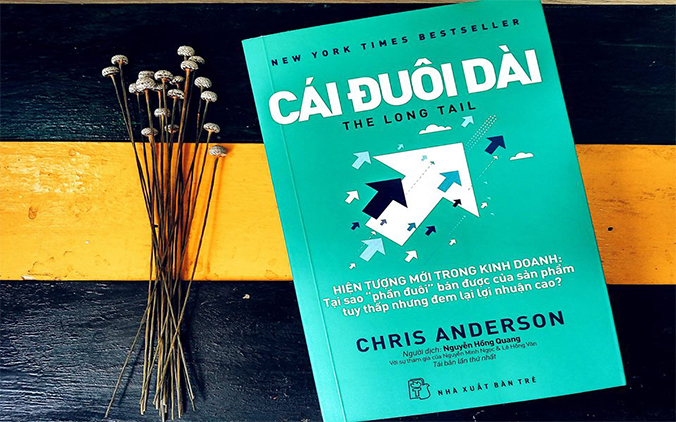 NEW YORK TIMES BESTSELLER
CÁI ĐUÔI DÀI
THE LONG TAIL
HIỆN TƯỢNG MỚI TRONG KINH DOANH:
Tại sao "phần đuôi" bán được của sản phẩm
tuy thấp nhưng đem lại lợi nhuận cao?
CHRIS ANDERSON
Người dịch: Nguyễn Hồng Quang
Với sự tham gia của Nguyễn Minh Ngọc & Lê Hồng Vân
Tái bản lần thứ nhất
NHÀ XUẤT BẢN TRẺ